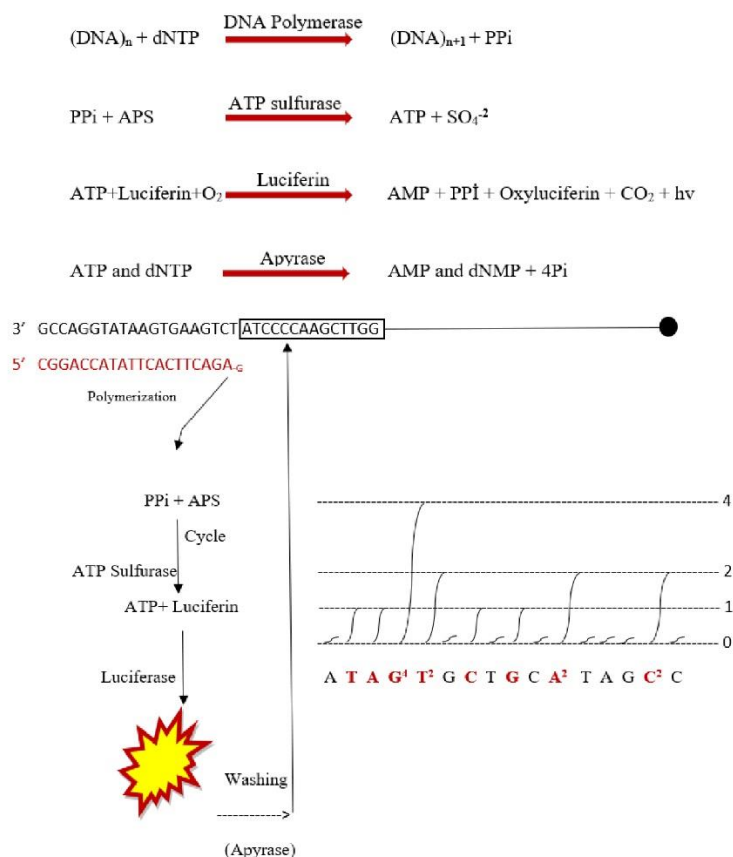 DNA Polymerase
(DNA)n + dNTP (DNA)n+1 + PPi
ATP sulfurase
PPi + APS ATP + SO₄⁻²
Luciferin
ATP+Luciferin+O₂ AMP + PPİ + Oxyluciferin + CO₂ + hv
Apyrase
ATP and dNTP AMP and dNMP + 4Pi
3′ GCCAGGTATAAGTGAAGTCTATCCCCAAGCTTGG
5′ CGGACCATATTCACTTCAGA-G
Polymerization
PPi + APS
Cycle
ATP Sulfurase
ATP+ Luciferin
Luciferase
Washing
(Apyrase)
4
2
1
0
A T A G⁴ T² G C T G C A² T A G C² C